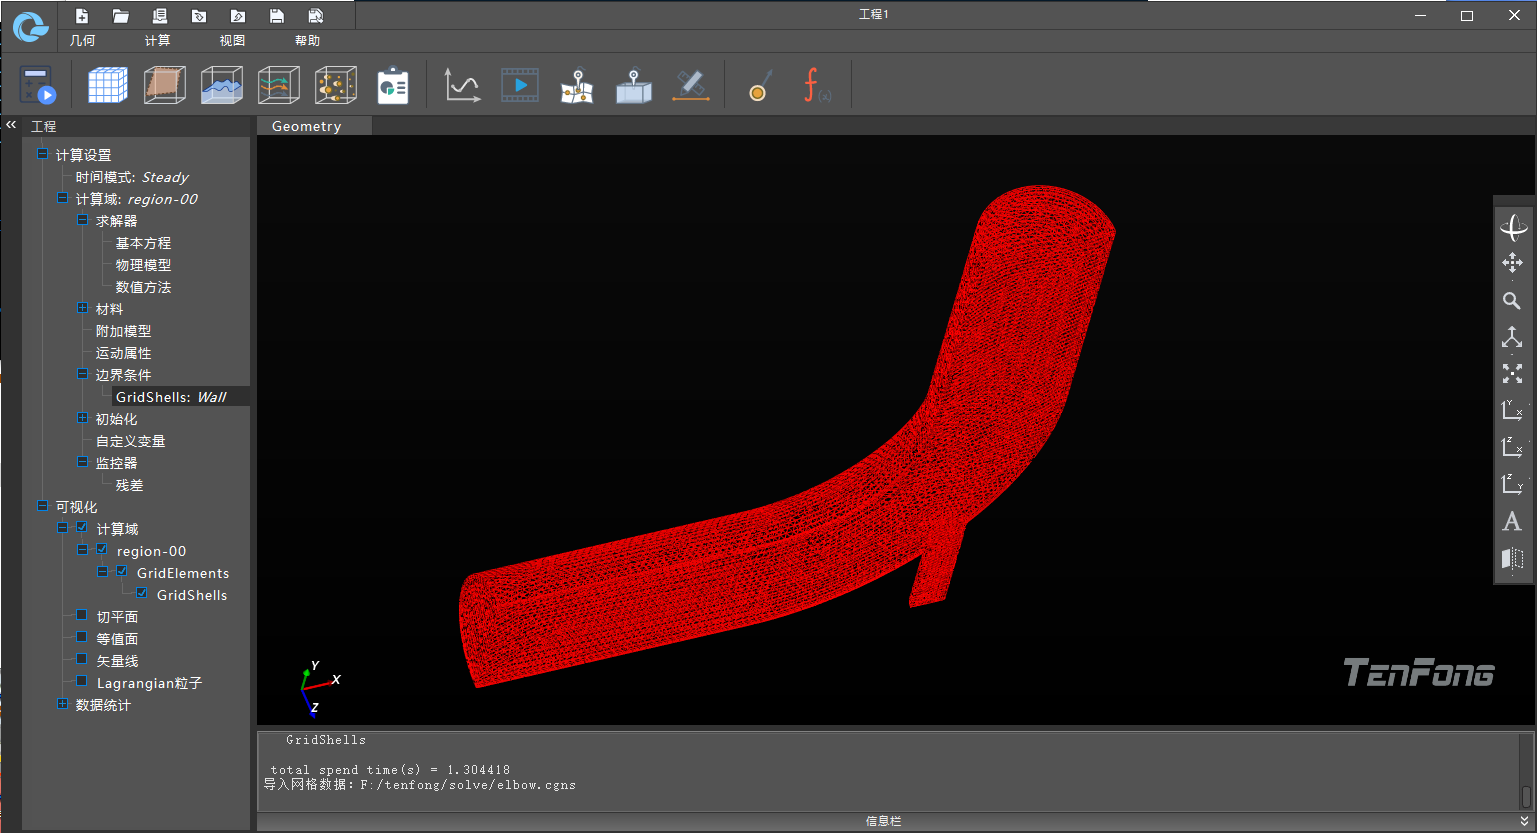 工程1
几何 计算 视图 帮助
f(x)
工程
Geometry
计算设置
时间模式: Steady
计算域: region-00
求解器
基本方程
物理模型
数值方法
材料
附加模型
运动属性
边界条件
GridShells: Wall
初始化
自定义变量
监控器
残差
可视化
计算域
region-00
GridElements
GridShells
切平面
等值面
矢量线
Lagrangian粒子
数据统计
Y
X
Z
TENFONG
Y
X
Z
X
Z
Y
A
GridShells
total spend time(s) = 1.304418
导入网格数据: F:/tenfong/solve/elbow.cgns
信息栏